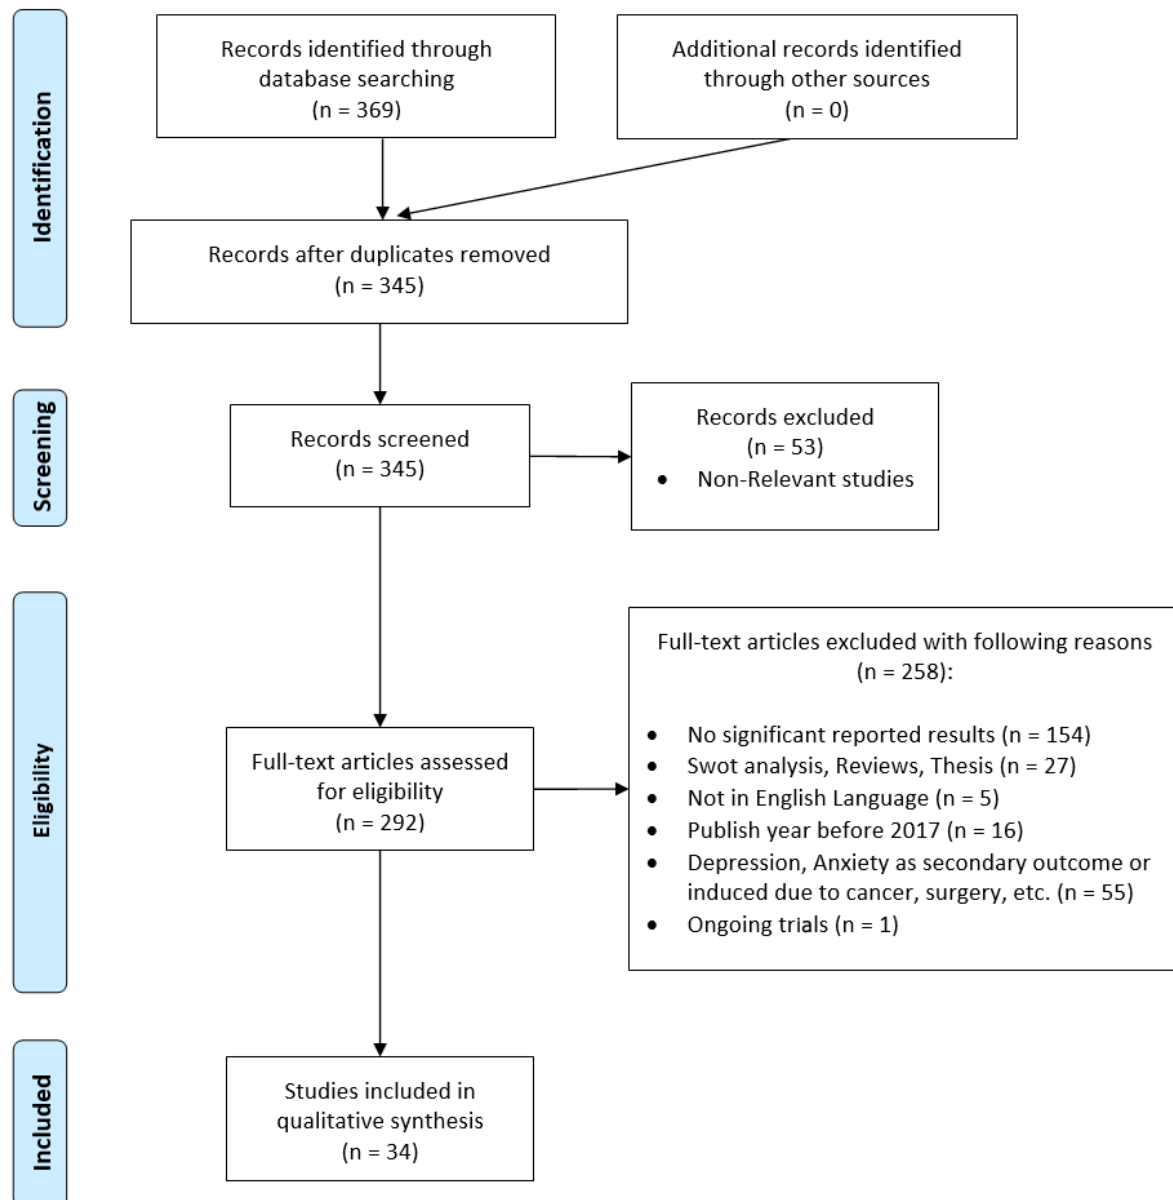 Identification
Records identified through
database searching
(n = 369)
Additional records identified
through other sources
(n = 0)
Records after duplicates removed
(n = 345)
Screening
Records screened
(n = 345)
Records excluded
(n = 53)
• Non-Relevant studies
Eligibility
Full-text articles assessed
for eligibility
(n = 292)
Full-text articles excluded with following reasons
(n = 258):
• No significant reported results (n = 154)
• Swot analysis, Reviews, Thesis (n = 27)
• Not in English Language (n = 5)
• Publish year before 2017 (n = 16)
• Depression, Anxiety as secondary outcome or
induced due to cancer, surgery, etc. (n = 55)
• Ongoing trials (n = 1)
Included
Studies included in
qualitative synthesis
(n = 34)